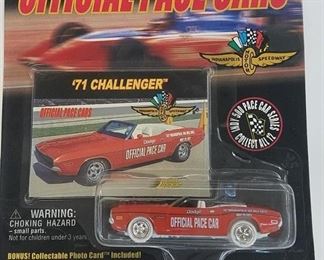 OFFICIAL PACE CARS
INDIANAPOLIS
SPEEDWAY
'71 CHALLENGER™
OFFICIAL PACE CARS
Dodge
OFFICIAL PACE CAR
INDY 500 PACE CAR SERIES
COLLECT ALL
WARNING:
CHOKING HAZARD
– small parts.
Not for children under 3 years.
Dodge
OFFICIAL PACE CAR
BONUS! Collectable Photo Card Included!